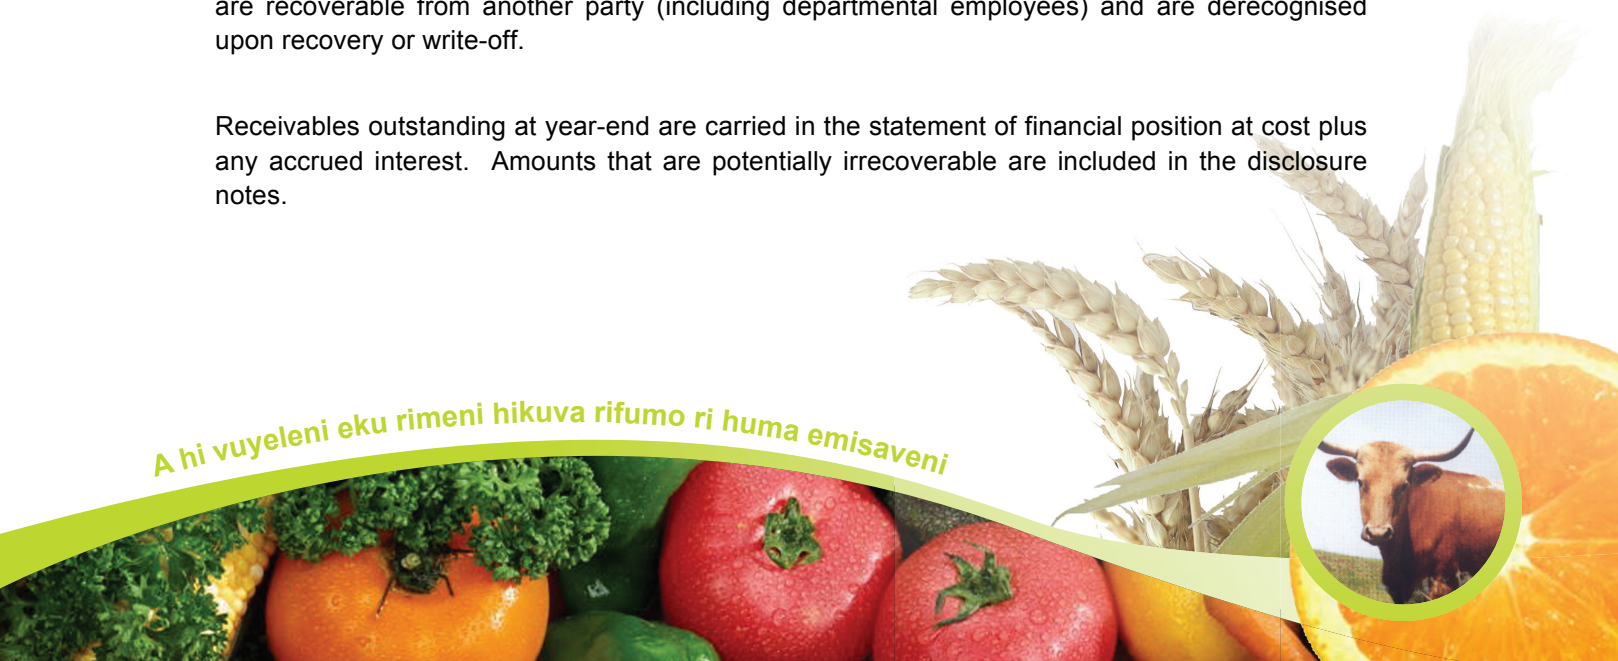 are recoverable from another party (including departmental employees) and are derecognised
upon recovery or write-off.
Receivables outstanding at year-end are carried in the statement of financial position at cost plus
any accrued interest. Amounts that are potentially irrecoverable are included in the disclosure
notes.
A hi vuyeleni eku rimeni hikuva rifumo ri huma emisaveni